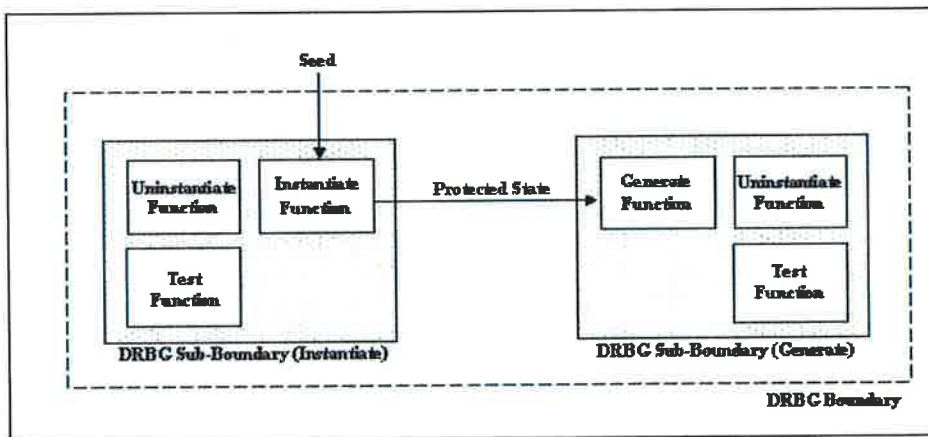 Seed
Uninstantiate
Function
Instantiate
Function
Test
Function
DRBG Sub-Boundary (Instantiate)
Protected State
Generate
Function
Uninstantiate
Function
Test
Function
DRBG Sub-Boundary (Generate)
DRBG Boundary